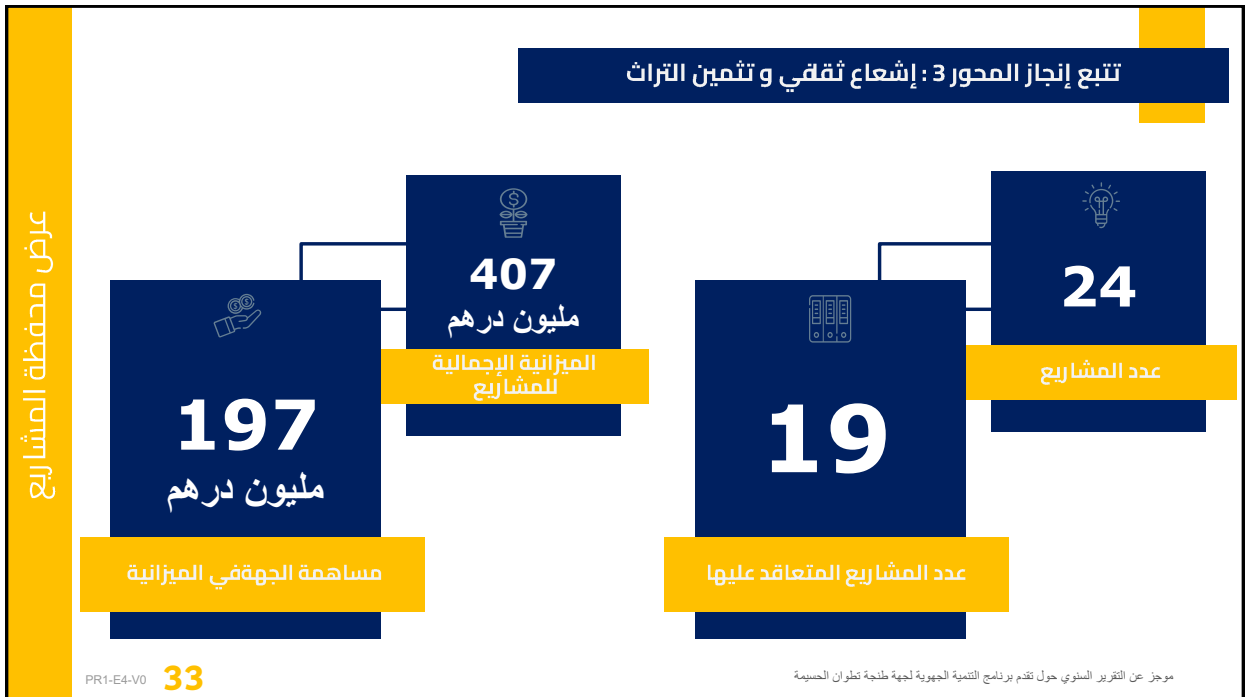 تتبع إنجاز المحور 3 : إشعاع ثقافي و تثمين التراث
عرض محفظة المشاريع
24
عدد المشاريع
19
عدد المشاريع المتعاقد عليها
407
مليون درهم
الميزانية الإجمالية
للمشاريع
197
مليون درهم
مساهمة الجهةفي الميزانية
موجز عن التقرير السنوي حول تقدم برنامج التنمية الجهوية لجهة طنجة تطوان الحسيمة
PR1-E4-V0 33